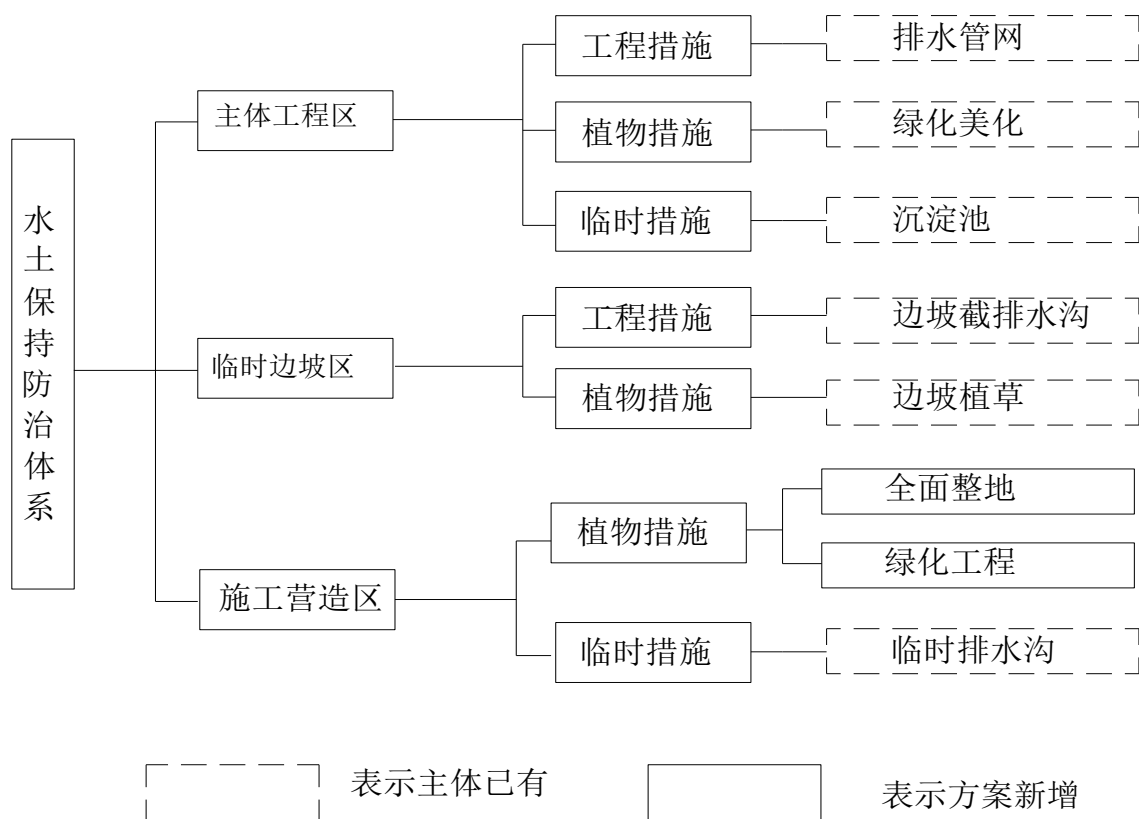 水土保持防治体系
主体工程区
工程措施
排水管网
植物措施
绿化美化
临时措施
沉淀池
临时边坡区
工程措施
边坡截排水沟
植物措施
边坡植草
施工营造区
植物措施
全面整地
绿化工程
临时措施
临时排水沟
表示主体已有
表示方案新增